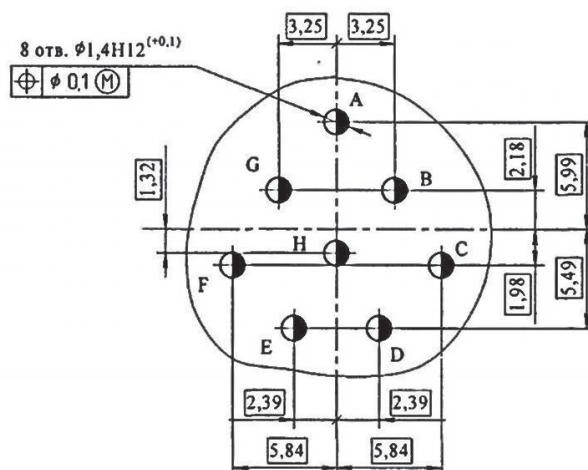 3,25 3,25
8 отв. ⌀1,4H12(+0,1)
⌖ ⌀ 0,1 Ⓜ
A
2,18
5,99
1,32
G
B
H
C
F
1,98
5,49
E
D
2,39 2,39
5,84 5,84